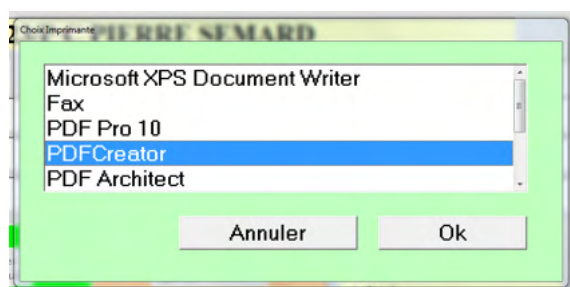 PIERRE SEMARD
Choix Imprimante
Microsoft XPS Document Writer
Fax
PDF Pro 10
PDFCreator
PDF Architect
Annuler
Ok